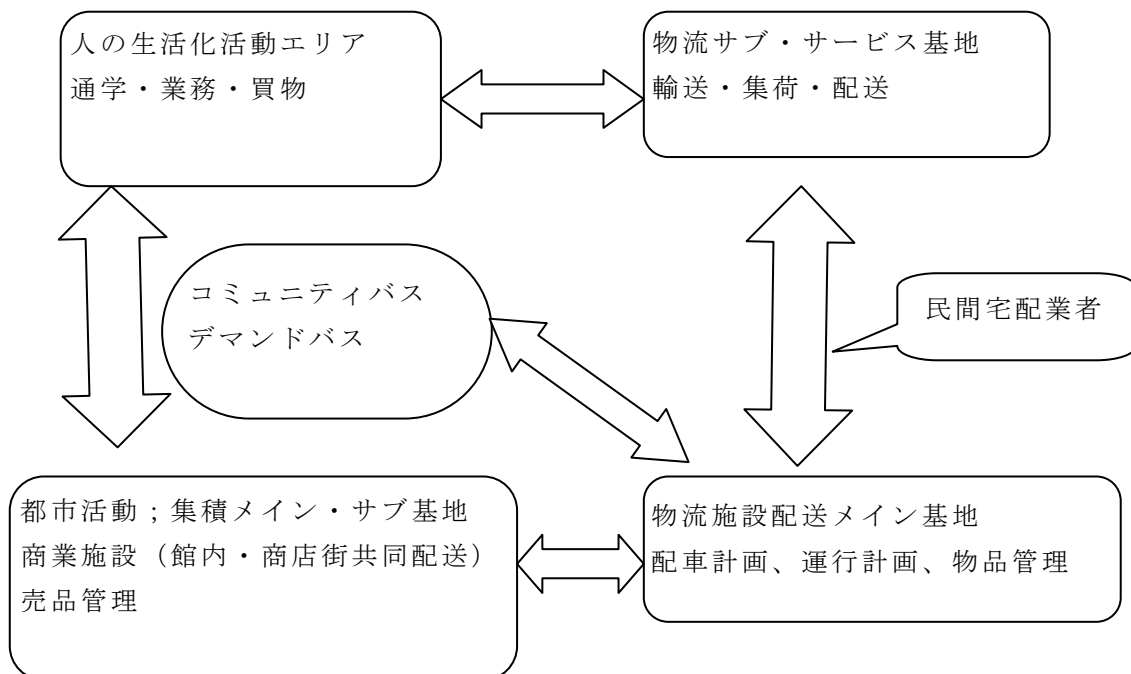 人の生活化活動エリア
通学・業務・買物
物流サブ・サービス基地
輸送・集荷・配送
コミュニティバス
デマンドバス
民間宅配業者
都市活動；集積メイン・サブ基地
商業施設（館内・商店街共同配送）
売品管理
物流施設配送メイン基地
配車計画、運行計画、物品管理